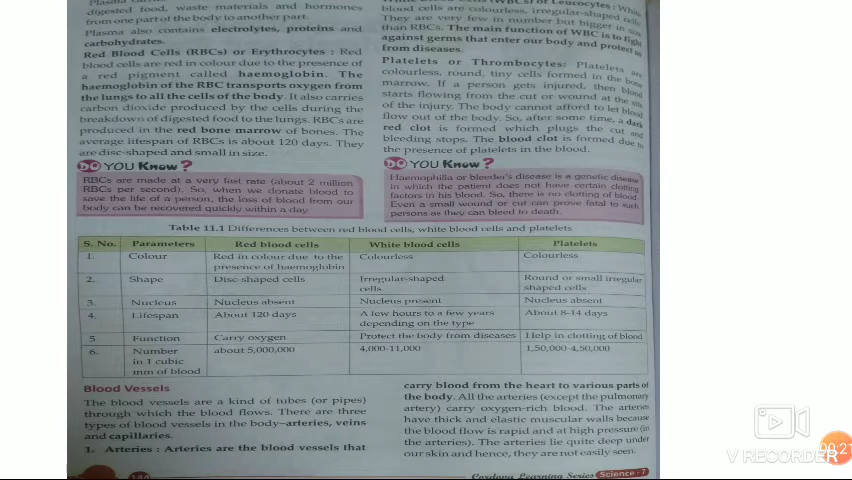 digested food, waste materials and hormones
from one part of the body to another part.
Plasma also contains electrolytes, proteins and
carbohydrates.
Red Blood Cells (RBCs) or Erythrocytes : Red
blood cells are red in colour due to the presence
of a red pigment called haemoglobin. The
haemoglobin of the RBC transports oxygen from
the lungs to all the cells of the body. It also carries
carbon dioxide produced by the cells during the
breakdown of digested food to the lungs. RBCs are
produced in the red bone marrow of bones. The
average lifespan of RBCs is about 120 days. They
are disc-shaped and small in size.
DO YOU Know?
RBCs are made at a very fast rate (about 2 million
RBCs per second). So, when we donate blood to
save the life of a person, the loss of blood from our
body can be recovered quickly within a day
blood cells are colourless, irregular-shaped cells.
They are very few in number but bigger in size
than RBCs. The main function of WBC is to fight
against germs that enter our body and protect us
from diseases.
Platelets or Thrombocytes: Platelets are
colourless, round, tiny cells formed in the bone
marrow. If a person gets injured, then blood
starts flowing from the cut or wound at the site
of the injury. The body cannot afford to let blood
flow out of the body. So, after some time, a dark
red clot is formed which plugs the cut and
bleeding stops. The blood clot is formed due to
the presence of platelets in the blood.
DO YOU Know?
Haemophilia or bleeder's disease is a genetic disease
in which the patient does not have certain clotting
factors in his blood. So, there is no clotting of blood.
Even a small wound or cut can prove fatal to such
persons as they can bleed to death.
Table 11.1 Differences between red blood cells, white blood cells and platelets
S. No. Parameters Red blood cells White blood cells Platelets
1. Colour Red in colour due to the presence of haemoglobin Colourless Colourless
2. Shape Disc-shaped cells Irregular-shaped cells Round or small irregular shaped cells
3. Nucleus Nucleus absent Nucleus present Nucleus absent
4. Lifespan About 120 days A few hours to a few years depending on the type About 8-14 days
5 Function Carry oxygen Protect the body from diseases Help in clotting of blood
6. Number in 1 cubic mm of blood about 5,000,000 4,000-11,000 1,50,000-4,50,000
Blood Vessels
The blood vessels are a kind of tubes (or pipes)
through which the blood flows. There are three
types of blood vessels in the body-arteries, veins
and capillaries.
1. Arteries : Arteries are the blood vessels that
carry blood from the heart to various parts of
the body. All the arteries (except the pulmonary
artery) carry oxygen-rich blood. The arteries
have thick and elastic muscular walls because
the blood flow is rapid and at high pressure (in
the arteries). The arteries lie quite deep under
our skin and hence, they are not easily seen.
Cordova Learning Series Science-7
V RECORDER
00:21